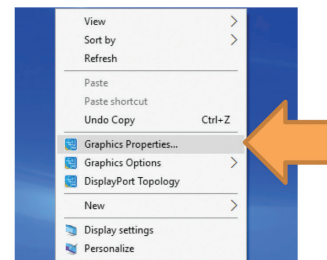 View
Sort by
Refresh
Paste
Paste shortcut
Undo Copy Ctrl+Z
Graphics Properties...
Graphics Options
DisplayPort Topology
New
Display settings
Personalize